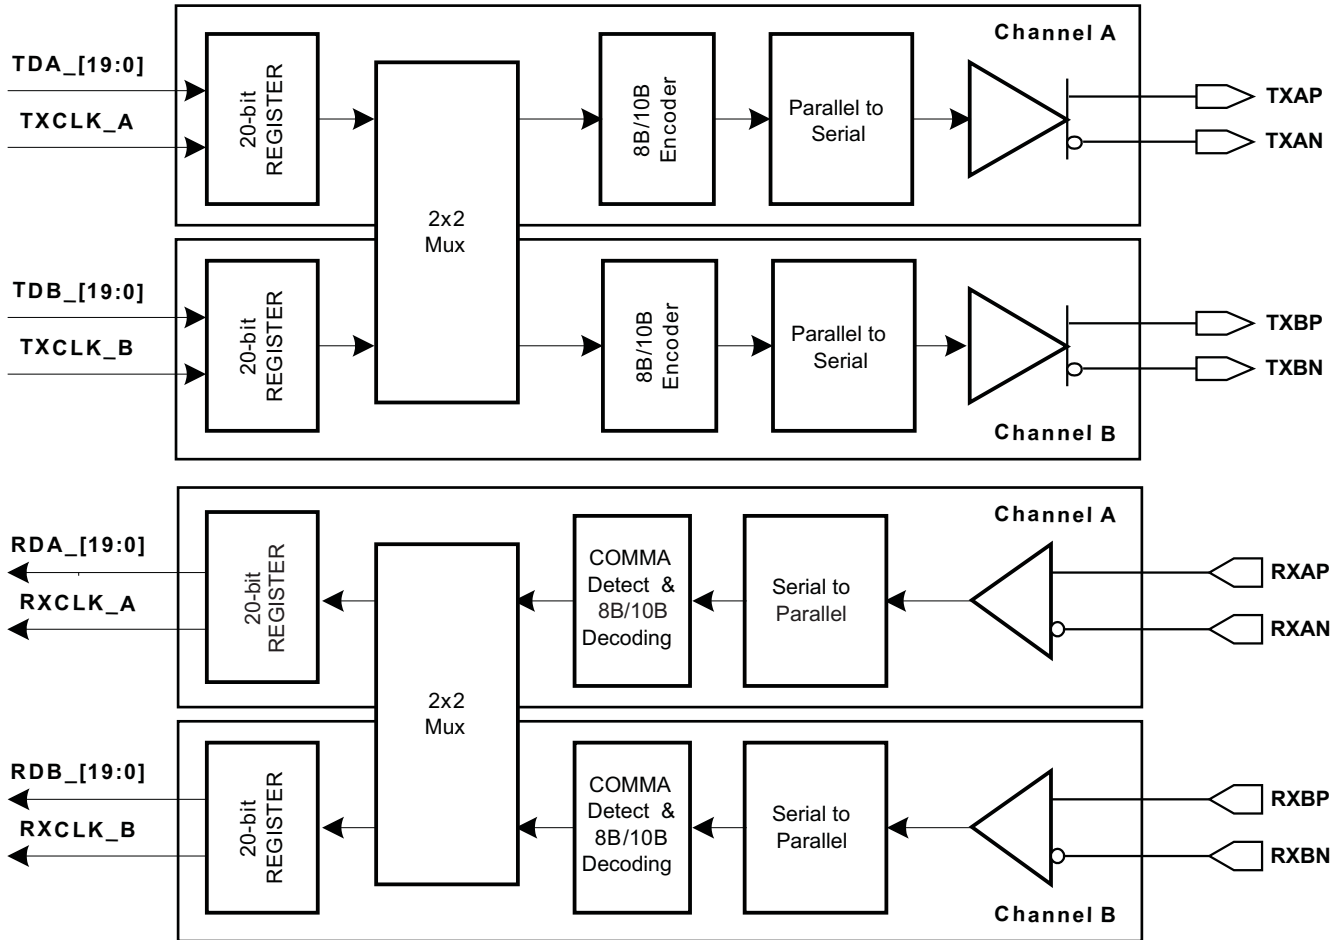 Channel A
TDA_[19:0]
TXCLK_A
20-bit
REGISTER
2x2
Mux
8B/10B
Encoder
Parallel to
Serial
TXAP
TXAN
TDB_[19:0]
TXCLK_B
20-bit
REGISTER
8B/10B
Encoder
Parallel to
Serial
TXBP
TXBN
Channel B
Channel A
RDA_[19:0]
RXCLK_A
20-bit
REGISTER
2x2
Mux
COMMA
Detect &
8B/10B
Decoding
Serial to
Parallel
RXAP
RXAN
RDB_[19:0]
RXCLK_B
20-bit
REGISTER
COMMA
Detect &
8B/10B
Decoding
Serial to
Parallel
RXBP
RXBN
Channel B